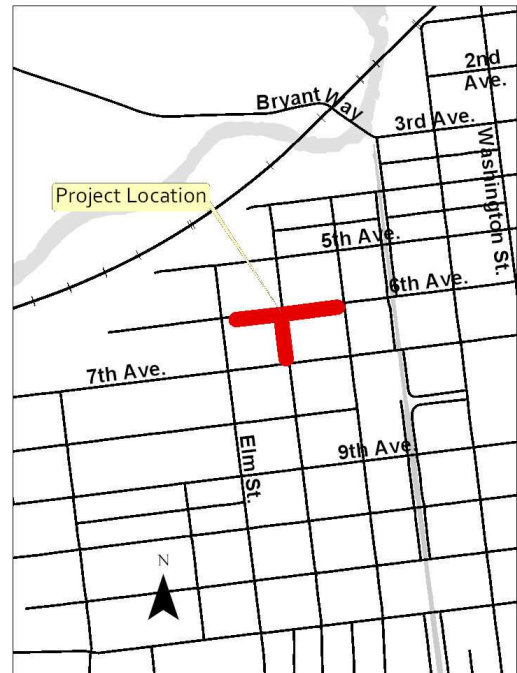 2nd
Ave.
Bryant Way
3rd Ave.
Washington St.
Project Location
5th Ave.
6th Ave.
7th Ave.
Elm St.
9th Ave.
N